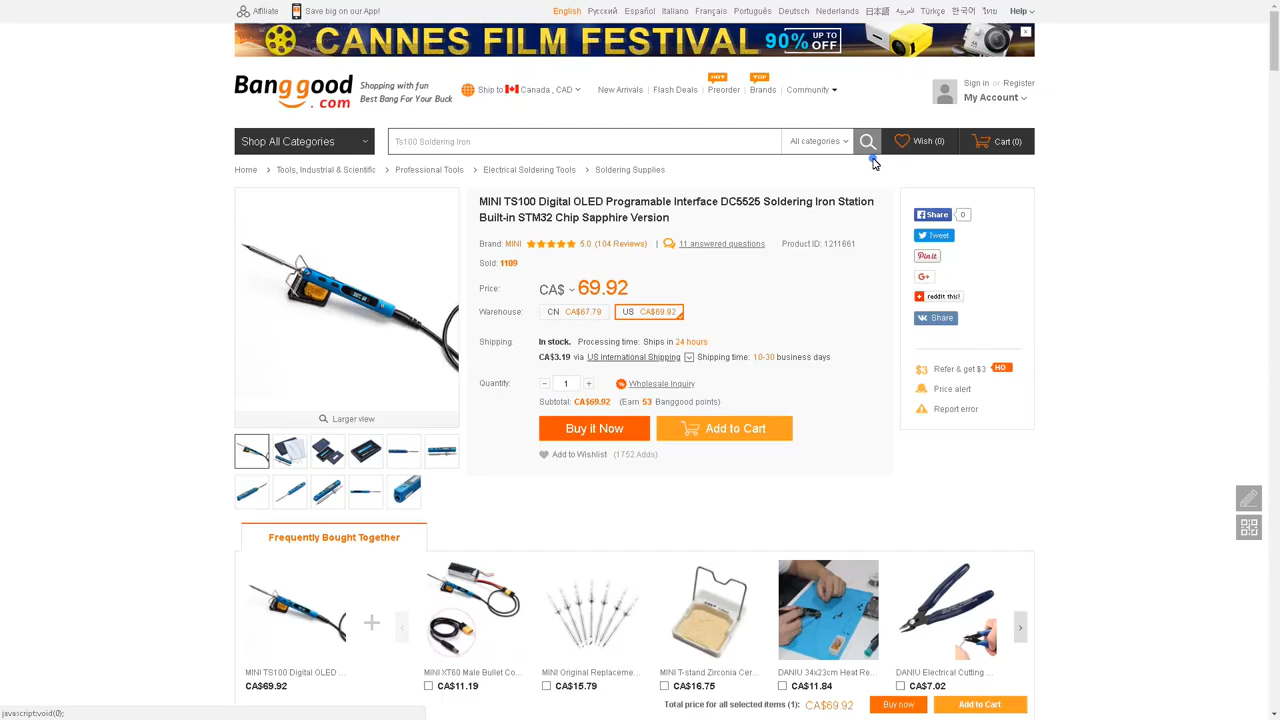 Affiliate
Save big on our App!
English Русский Español Italiano Français Português Deutsch Nederlands 日本語 العربية Türkçe 한국어 ไทย Help
CANNES FILM FESTIVAL 90% UP TO OFF
Banggood.com
Shopping with fun
Best Bang For Your Buck
Ship to Canada , CAD
New Arrivals Flash Deals HOT Preorder TOP Brands Community
Sign in or Register
My Account
Shop All Categories
Ts100 Soldering Iron
All categories
Wish (0)
Cart (0)
Home > Tools, Industrial & Scientific > Professional Tools > Electrical Soldering Tools > Soldering Supplies
MINI TS100 Digital OLED Programable Interface DC5525 Soldering Iron Station
Built-in STM32 Chip Sapphire Version
Brand: MINI 5.0 (104 Reviews) | 11 answered questions Product ID: 1211661
Sold: 1109
Price: CA$ 69.92
Warehouse: CN CA$67.79 US CA$69.92
Shipping: In stock. Processing time: Ships in 24 hours
CA$3.19 via US International Shipping Shipping time: 10-30 business days
Quantity: − 1 + Wholesale Inquiry
Subtotal: CA$69.92 (Earn 53 Banggood points)
Buy it Now Add to Cart
Add to Wishlist (1752 Adds)
Larger view
Share 0
Tweet
Pin it
G+
reddit this!
Share
$3 Refer & get $3
Price alert
Report error
Frequently Bought Together
MINI TS100 Digital OLED ...
CA$69.92
MINI XT60 Male Bullet Co...
CA$11.19
MINI Original Replaceme...
CA$15.79
MINI T-stand Zirconia Cer...
CA$16.75
DANIU 34x23cm Heat Re...
CA$11.84
DANIU Electrical Cutting ...
CA$7.02
Total price for all selected items (1): CA$69.92 Buy now Add to Cart
javascript:void(0);